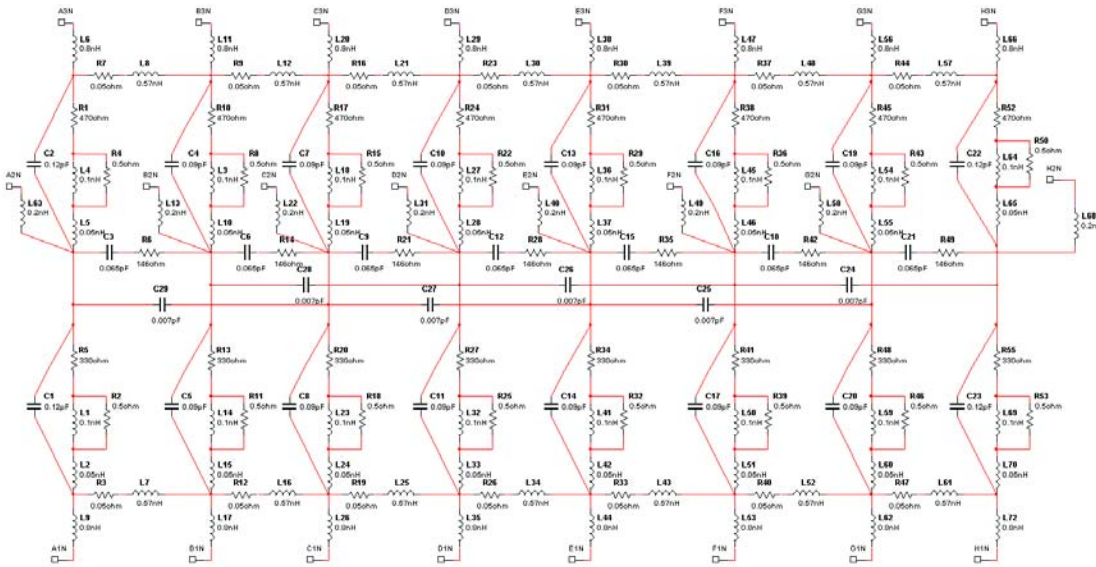 A3N B3N C3N D3N E3N F3N G3N H3N
L6 L11 L20 L29 L38 L47 L56 L66
0.8nH 0.8nH 0.8nH 0.8nH 0.8nH 0.8nH 0.8nH 0.8nH
R7 L8 R9 L12 R16 L21 R23 L30 R30 L39 R37 L48 R44 L57
0.05ohm 0.57nH 0.05ohm 0.57nH 0.05ohm 0.57nH 0.05ohm 0.57nH 0.05ohm 0.57nH 0.05ohm 0.57nH 0.05ohm 0.57nH
R1 R10 R17 R24 R31 R38 R45 R52
470ohm 470ohm 470ohm 470ohm 470ohm 470ohm 470ohm 470ohm
C2 R4 C4 R8 C7 R15 C10 R22 C13 R29 C16 R36 C19 R43 C22 R50
0.12pF 0.5ohm 0.09pF 0.5ohm 0.09pF 0.5ohm 0.09pF 0.5ohm 0.09pF 0.5ohm 0.09pF 0.5ohm 0.09pF 0.5ohm 0.12pF 0.5ohm
L4 L3 L18 L27 L36 L45 L54 L64
0.1nH 0.1nH 0.1nH 0.1nH 0.1nH 0.1nH 0.1nH 0.1nH
A2N B2N C2N D2N E2N F2N G2N H2N
L63 L13 L22 L31 L40 L49 L58 L68
0.2nH 0.2nH 0.2nH 0.2nH 0.2nH 0.2nH 0.2nH
L5 L10 L19 L28 L37 L46 L55 L65
0.05nH 0.05nH 0.05nH 0.05nH 0.05nH 0.05nH 0.05nH 0.05nH
C3 R6 C6 R14 C9 R21 C12 R28 C15 R35 C18 R42 C21 R49
0.065pF 146ohm 0.065pF 146ohm 0.065pF 146ohm 0.065pF 146ohm 0.065pF 146ohm 0.065pF 146ohm 0.065pF 146ohm
C28 C26 C24
0.007pF 0.007pF 0.007pF
C29 C27 C25
0.007pF 0.007pF 0.007pF
R5 R13 R20 R27 R34 R41 R48 R55
330ohm 330ohm 330ohm 330ohm 330ohm 330ohm 330ohm 330ohm
C1 R2 C5 R11 C8 R18 C11 R25 C14 R32 C17 R39 C20 R46 C23 R53
0.12pF 0.5ohm 0.09pF 0.5ohm 0.09pF 0.5ohm 0.09pF 0.5ohm 0.09pF 0.5ohm 0.09pF 0.5ohm 0.09pF 0.5ohm 0.12pF 0.5ohm
L1 L14 L23 L32 L41 L50 L59 L69
0.1nH 0.1nH 0.1nH 0.1nH 0.1nH 0.1nH 0.1nH 0.1nH
L2 L15 L24 L33 L42 L51 L60 L70
0.05nH 0.05nH 0.05nH 0.05nH 0.05nH 0.05nH 0.05nH 0.05nH
R3 L7 R12 L16 R19 L25 R26 L34 R33 L43 R40 L52 R47 L61
0.05ohm 0.57nH 0.05ohm 0.57nH 0.05ohm 0.57nH 0.05ohm 0.57nH 0.05ohm 0.57nH 0.05ohm 0.57nH 0.05ohm 0.57nH
L9 L17 L26 L35 L44 L53 L62 L72
0.8nH 0.8nH 0.8nH 0.8nH 0.8nH 0.8nH 0.8nH 0.8nH
A1N B1N C1N D1N E1N F1N G1N H1N